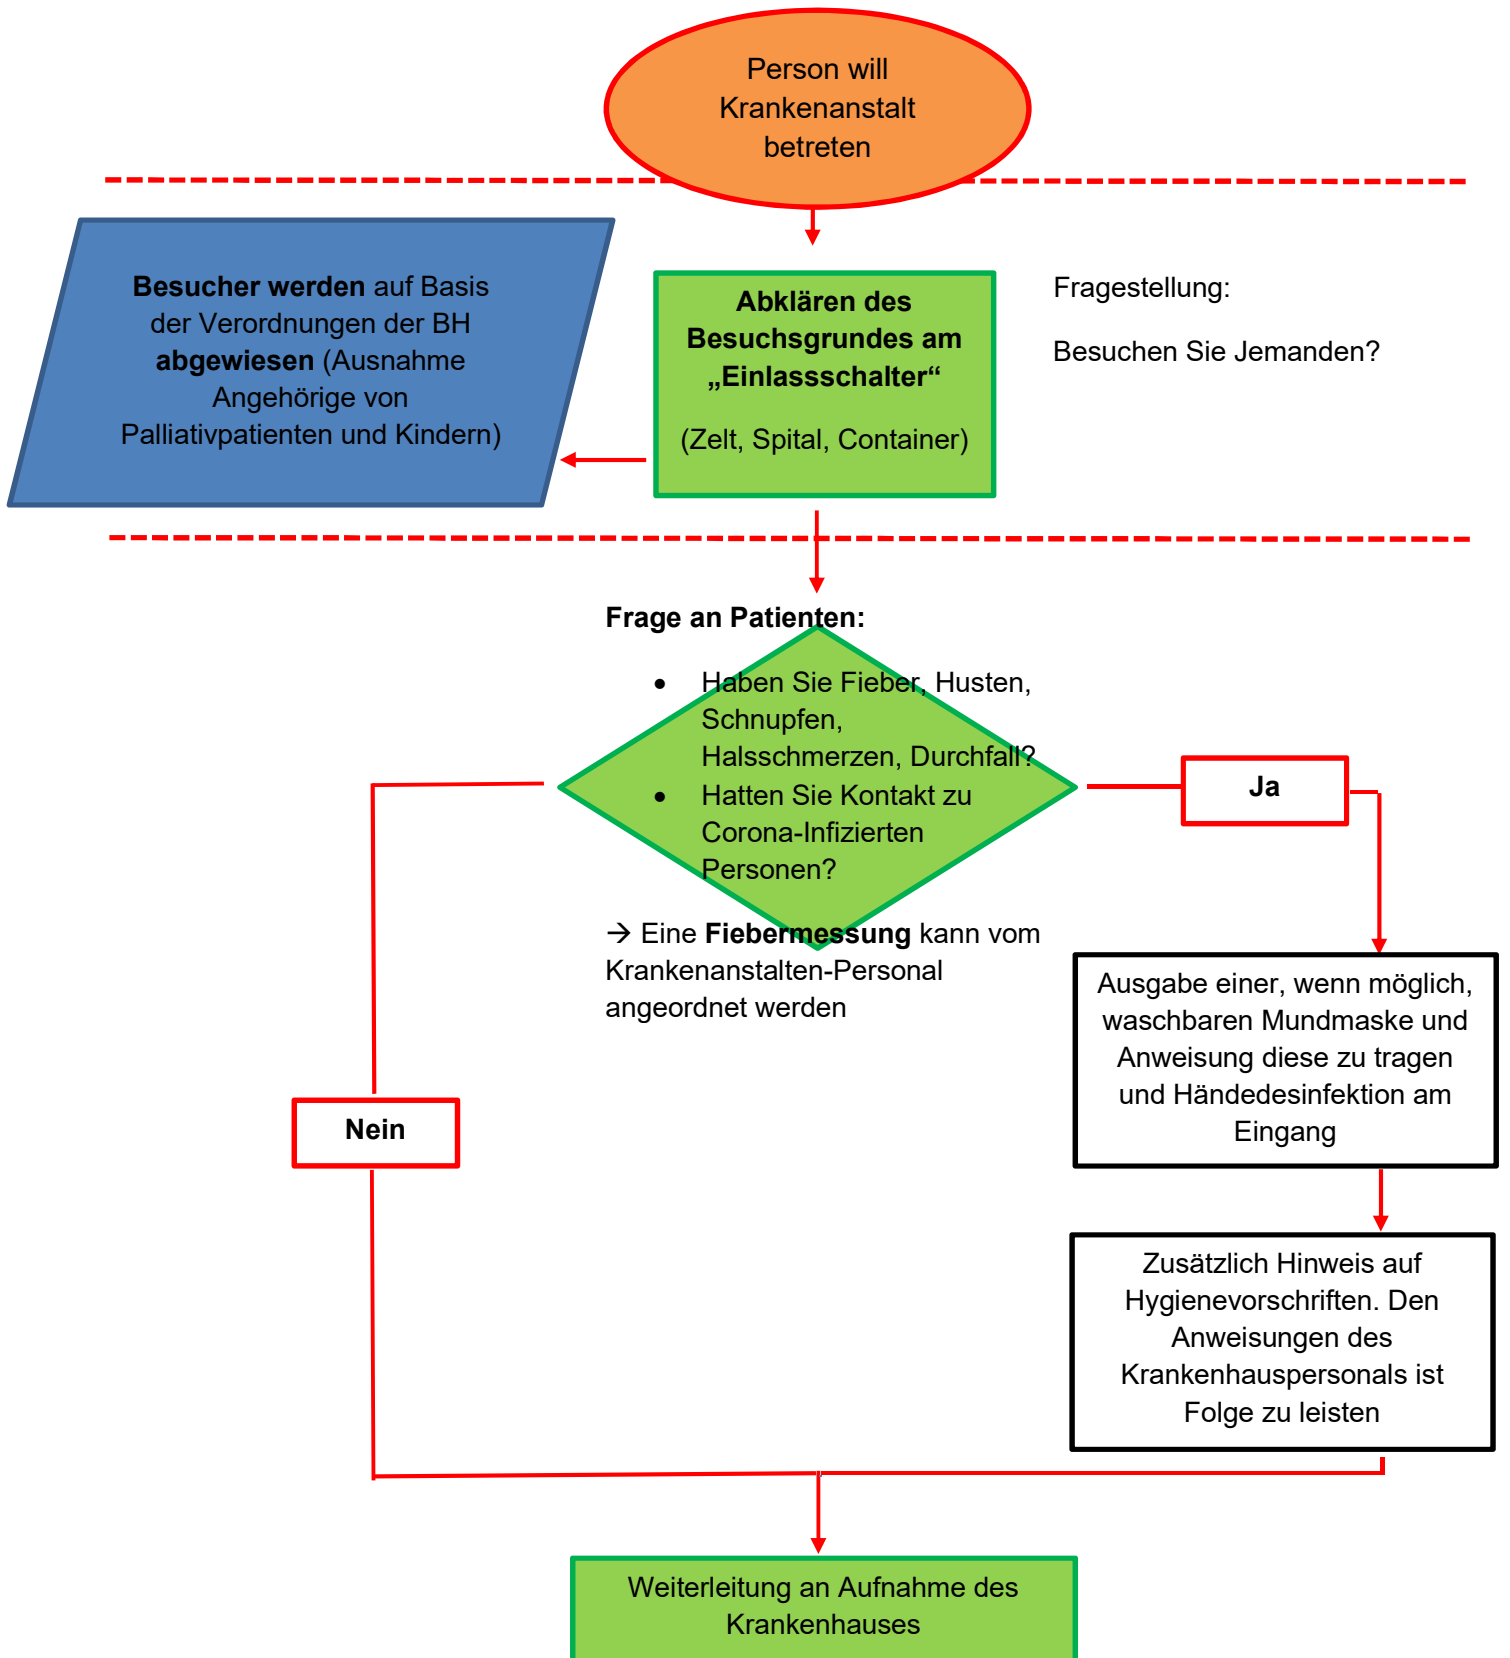 Person will
Krankenanstalt
betreten
Besucher werden auf Basis
der Verordnungen der BH
abgewiesen (Ausnahme
Angehörige von
Palliativpatienten und Kindern)
Abklären des
Besuchsgrundes am
„Einlassschalter“
(Zelt, Spital, Container)
Fragestellung:
Besuchen Sie Jemanden?
Frage an Patienten:
• Haben Sie Fieber, Husten,
Schnupfen,
Halsschmerzen, Durchfall?
• Hatten Sie Kontakt zu
Corona-Infizierten
Personen?
→ Eine Fiebermessung kann vom
Krankenanstalten-Personal
angeordnet werden
Ja
Ausgabe einer, wenn möglich,
waschbaren Mundmaske und
Anweisung diese zu tragen
und Händedesinfektion am
Eingang
Nein
Zusätzlich Hinweis auf
Hygienevorschriften. Den
Anweisungen des
Krankenhauspersonals ist
Folge zu leisten
Weiterleitung an Aufnahme des
Krankenhauses